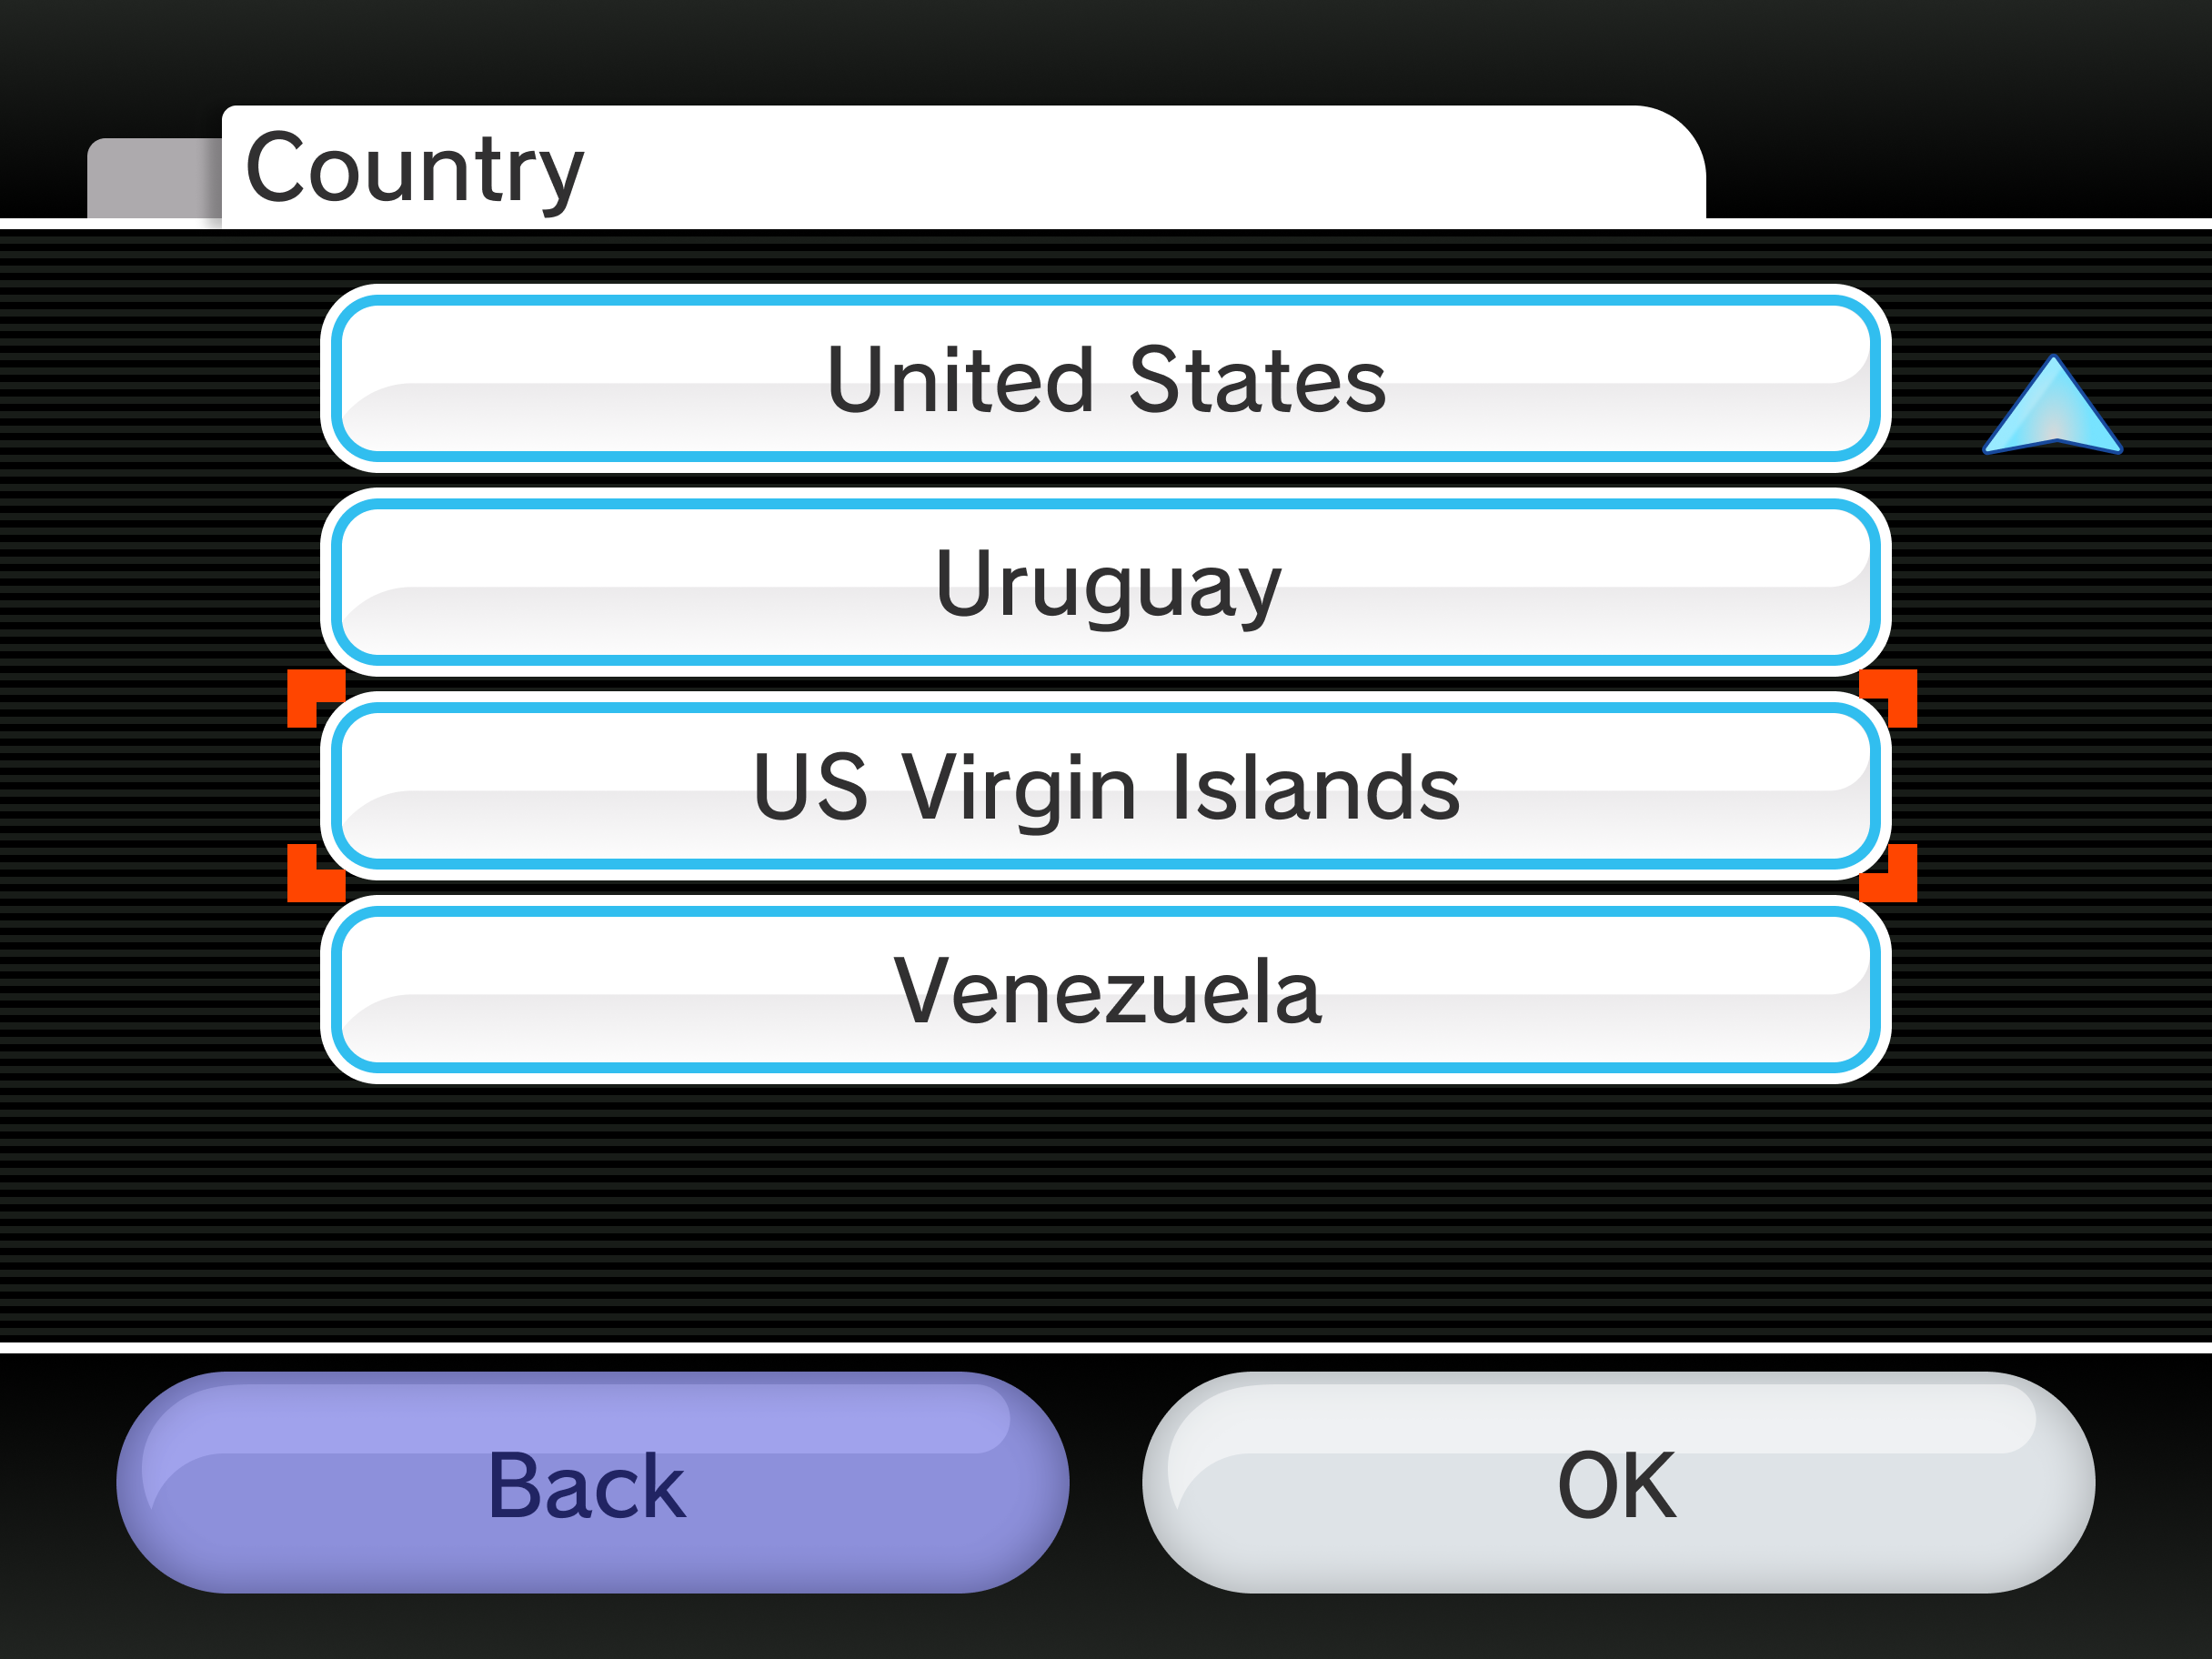 Country
United States
Uruguay
US Virgin Islands
Venezuela
Back
OK